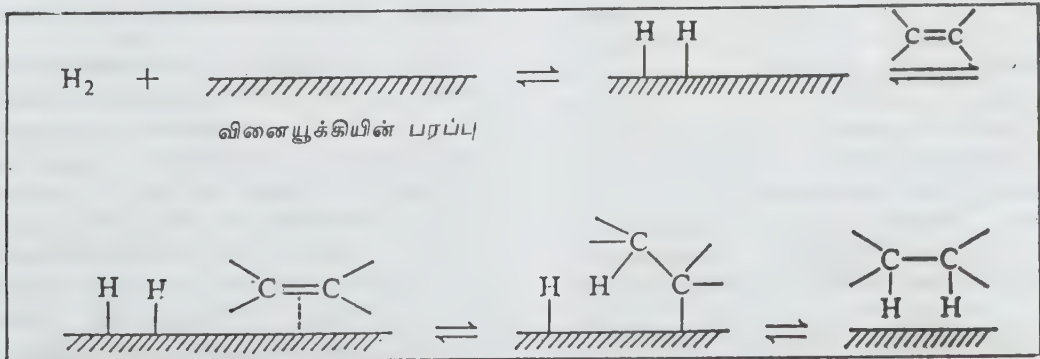 H H C=C
H₂ + ⇌ ⇌
வினையூக்கியின் பரப்பு
C C—C
H H C=C H H C H H
⇌ ⇌